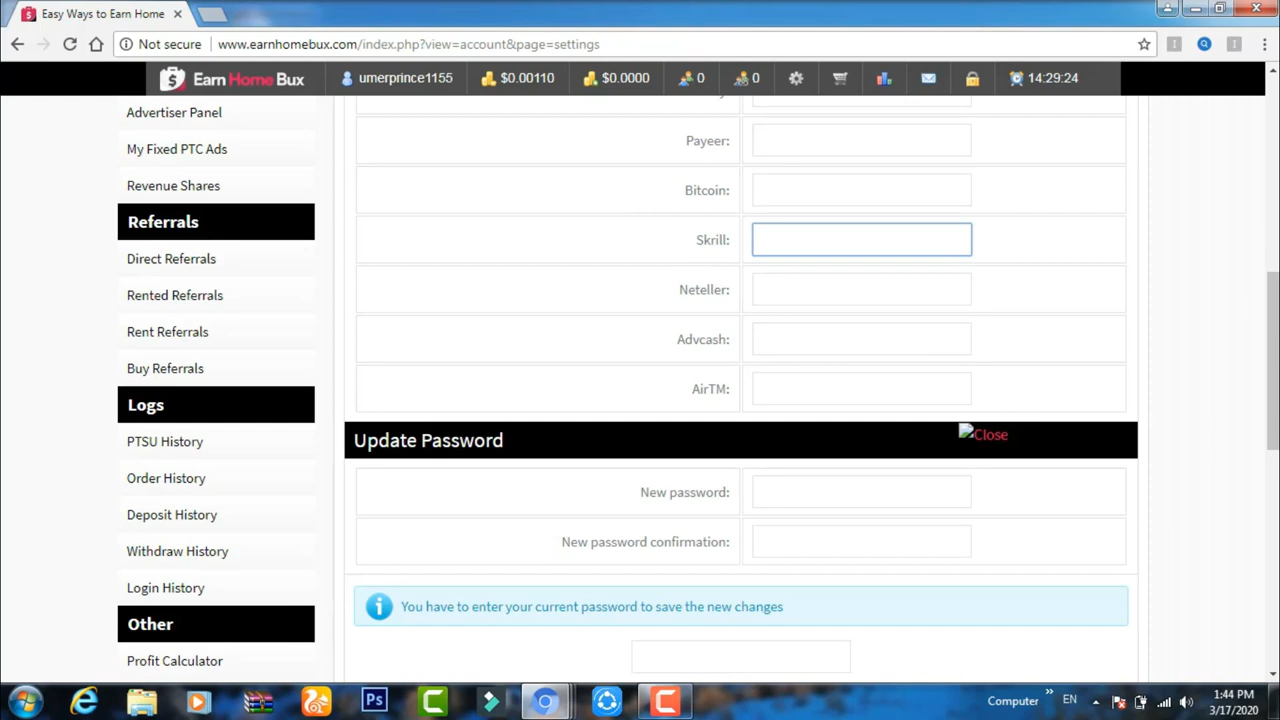 Easy Ways to Earn Home
Not secure
www.earnhomebux.com/index.php?view=account&page=settings
Earn Home Bux
umerprince1155
$0.00110
$0.0000
0
0
14:29:24
Advertiser Panel
My Fixed PTC Ads
Revenue Shares
Referrals
Direct Referrals
Rented Referrals
Rent Referrals
Buy Referrals
Logs
PTSU History
Order History
Deposit History
Withdraw History
Login History
Other
Profit Calculator
Payeer:
Bitcoin:
Skrill:
Neteller:
Advcash:
AirTM:
Update Password
Close
New password:
New password confirmation:
You have to enter your current password to save the new changes
Computer
EN
1:44 PM
3/17/2020